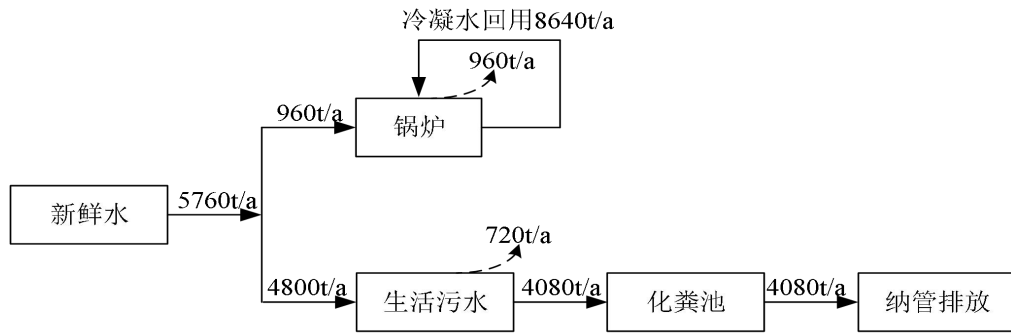 冷凝水回用8640t/a
960t/a
960t/a
锅炉
新鲜水
5760t/a
720t/a
4800t/a
生活污水
4080t/a
化粪池
4080t/a
纳管排放